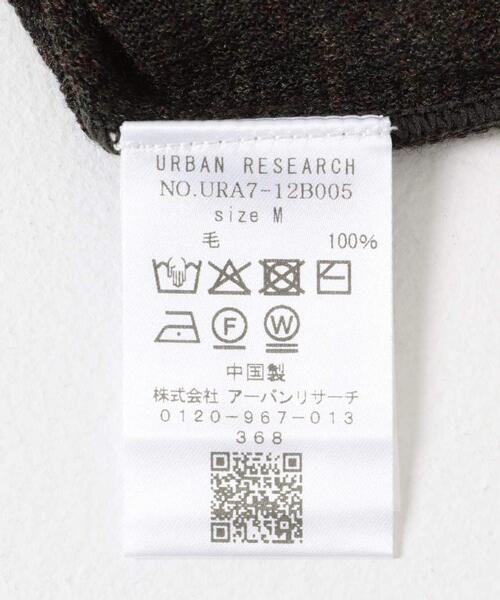 URBAN RESEARCH
NO.URA7-12B005
size M
毛 100%
F W
中国製
株式会社 アーバンリサーチ
0120-967-013
368